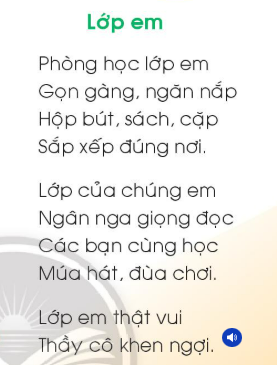 Lớp em
Phòng học lớp em
Gọn gàng, ngăn nắp
Hộp bút, sách, cặp
Sắp xếp đúng nơi.
Lớp của chúng em
Ngân nga giọng đọc
Các bạn cùng học
Múa hát, đùa chơi.
Lớp em thật vui
Thầy cô khen ngợi.